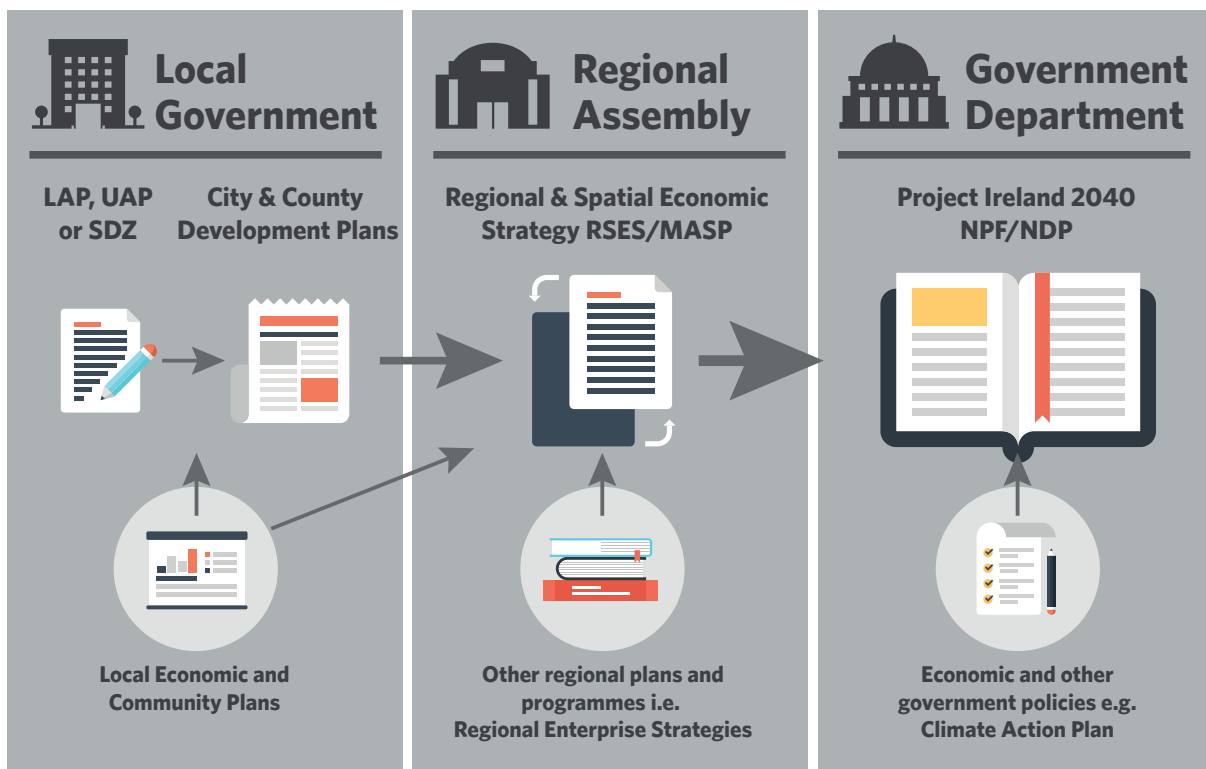 Local
Government
LAP, UAP
or SDZ
City & County
Development Plans
Local Economic and
Community Plans
Regional
Assembly
Regional & Spatial Economic
Strategy RSES/MASP
Other regional plans and
programmes i.e.
Regional Enterprise Strategies
Government
Department
Project Ireland 2040
NPF/NDP
Economic and other
government policies e.g.
Climate Action Plan